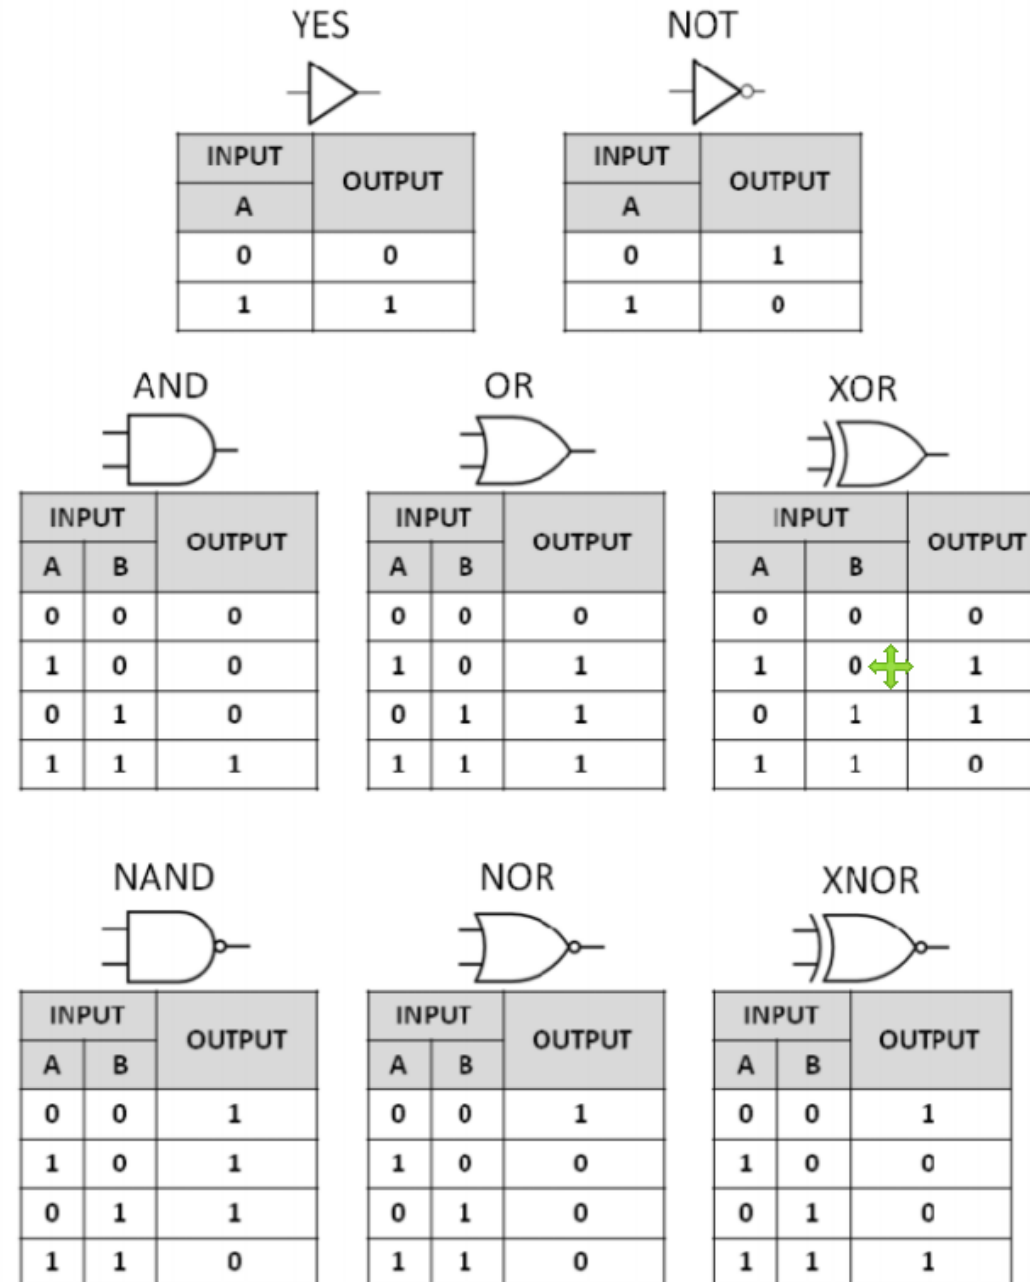 YES NOT
INPUT OUTPUT INPUT OUTPUT
A A
0 0 0 1
1 1 1 0
AND OR XOR
INPUT OUTPUT INPUT OUTPUT INPUT OUTPUT
A B A B A B
0 0 0 0 0 0 0 0 0
1 0 0 1 0 1 1 0 1
0 1 0 0 1 1 0 1 1
1 1 1 1 1 1 1 1 0
NAND NOR XNOR
INPUT OUTPUT INPUT OUTPUT INPUT OUTPUT
A B A B A B
0 0 1 0 0 1 0 0 1
1 0 1 1 0 0 1 0 0
0 1 1 0 1 0 0 1 0
1 1 0 1 1 0 1 1 1